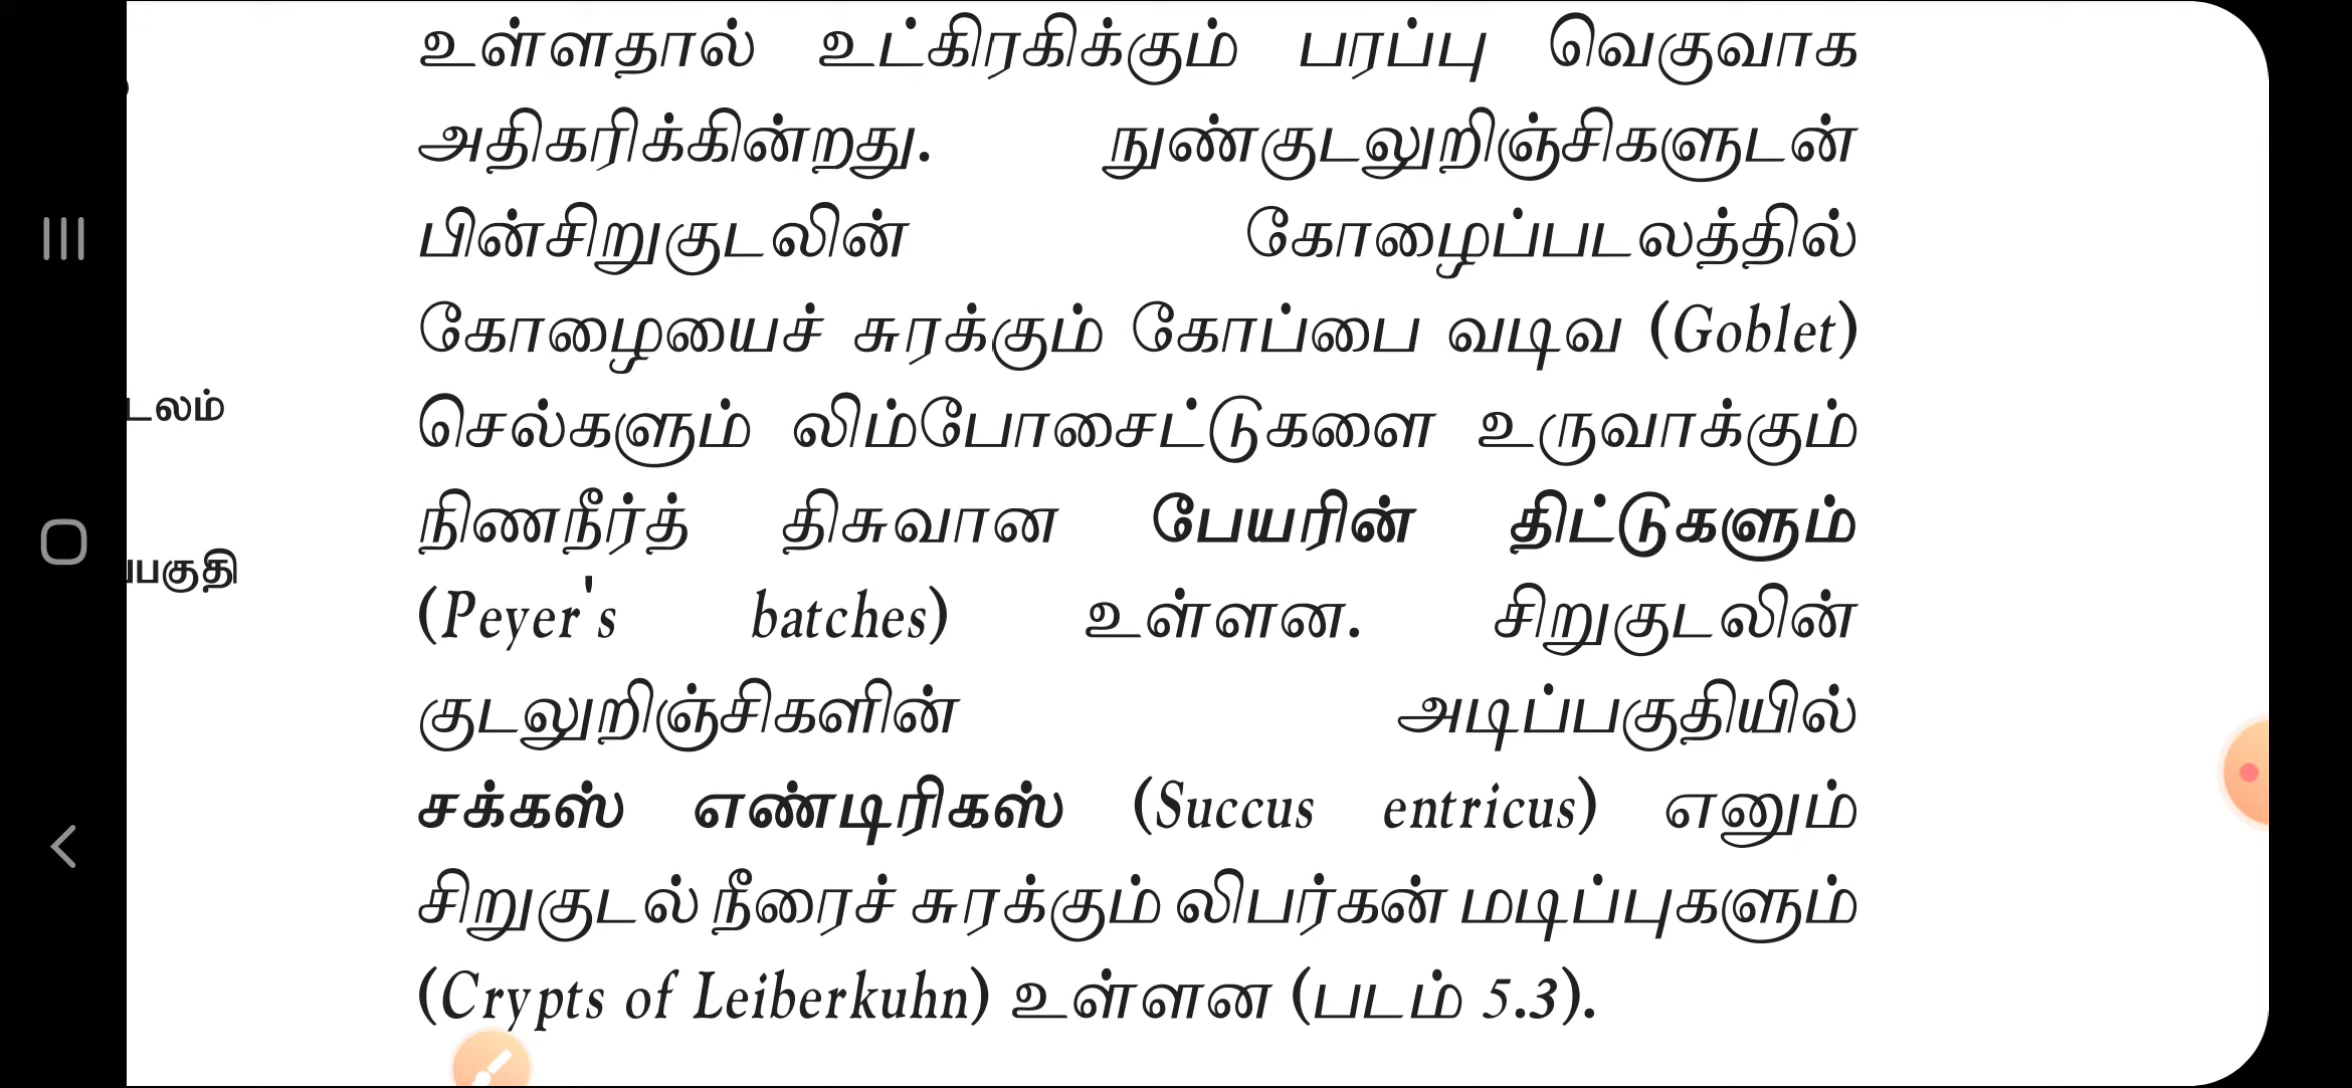 உள்ளதால் உட்கிரகிக்கும் பரப்பு வெகுவாக
அதிகரிக்கின்றது. நுண்குடலுறிஞ்சிகளுடன்
பின்சிறுகுடலின் கோழைப்படலத்தில்
கோழையைச் சுரக்கும் கோப்பை வடிவ (Goblet)
டலம்
செல்களும் லிம்போசைட்டுகளை உருவாக்கும்
நிணநீர்த் திசுவான பேயரின் திட்டுகளும்
பகுதி
(Peyer's batches) உள்ளன. சிறுகுடலின்
குடலுறிஞ்சிகளின் அடிப்பகுதியில்
சக்கஸ் எண்டிரிகஸ் (Succus entricus) எனும்
சிறுகுடல் நீரைச் சுரக்கும் லிபர்கன் மடிப்புகளும்
(Crypts of Leiberkuhn) உள்ளன (படம் 5.3).